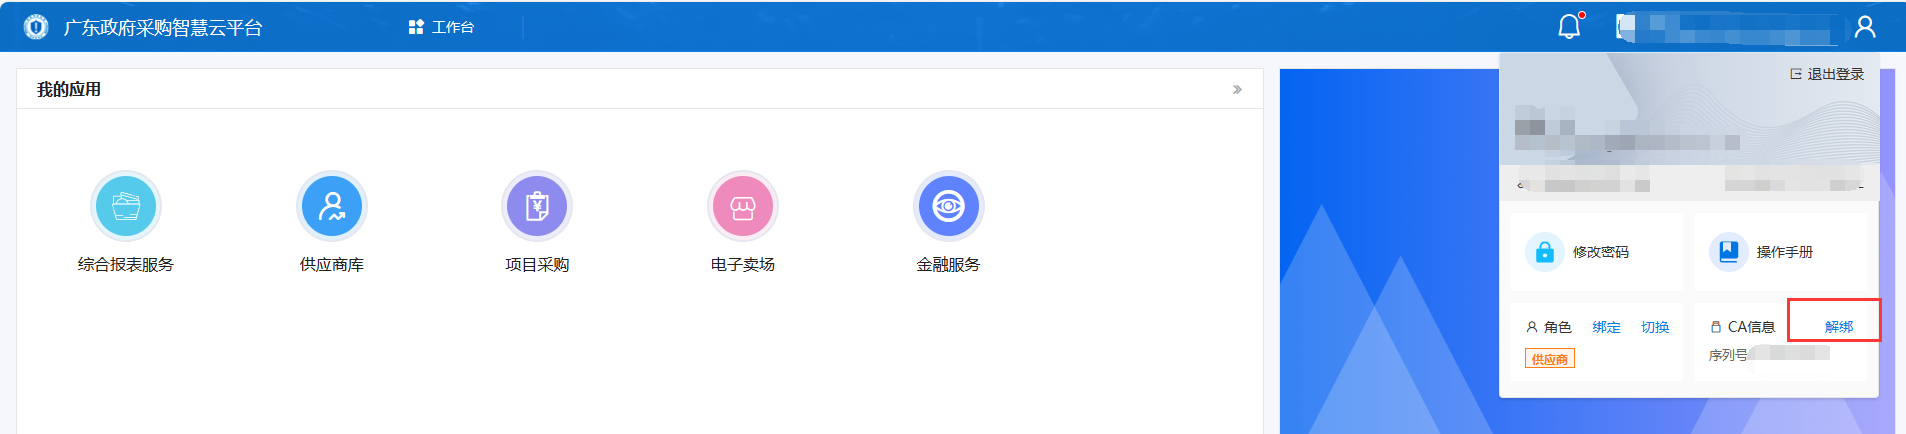 广东政府采购智慧云平台
工作台
退出登录
我的应用
综合报表服务
供应商库
项目采购
电子卖场
金融服务
修改密码
操作手册
角色 绑定 切换
供应商
CA信息 解绑
序列号